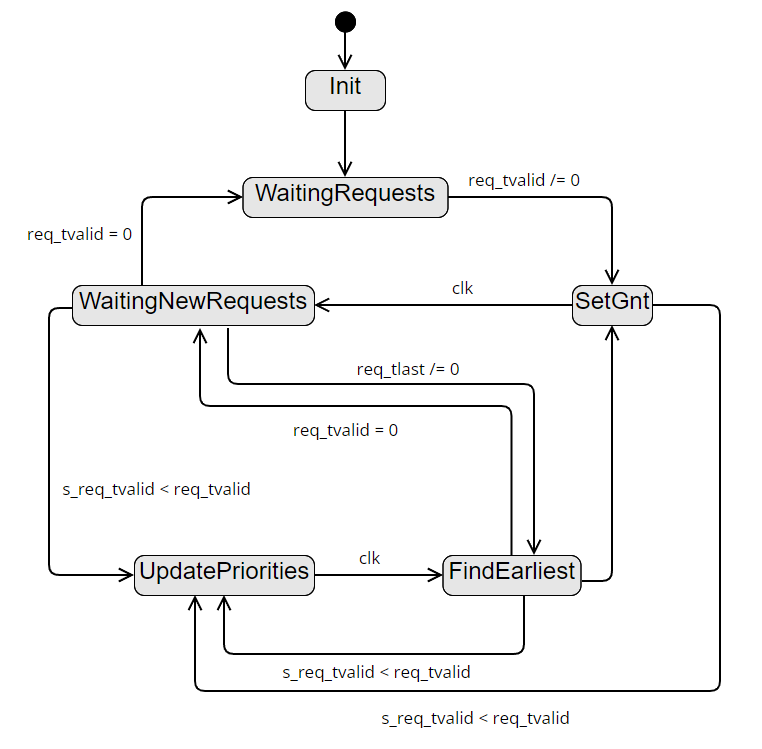 Init
req_tvalid /= 0
WaitingRequests
req_tvalid = 0
clk
WaitingNewRequests
SetGnt
req_tlast /= 0
req_tvalid = 0
s_req_tvalid < req_tvalid
clk
UpdatePriorities
FindEarliest
s_req_tvalid < req_tvalid
s_req_tvalid < req_tvalid